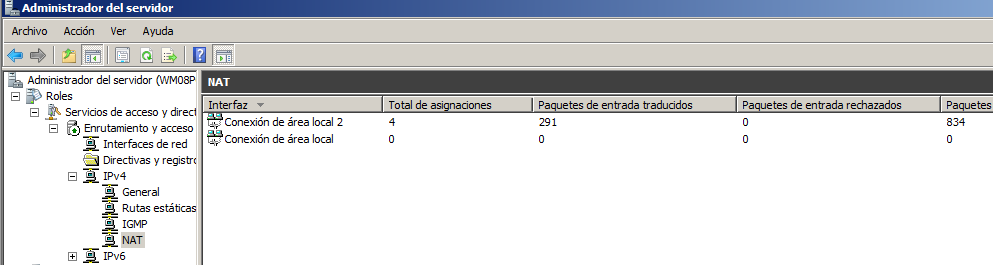 Administrador del servidor
Archivo Acción Ver Ayuda
Administrador del servidor (WM08P
NAT
Roles
Interfaz Total de asignaciones Paquetes de entrada traducidos Paquetes de entrada rechazados Paquetes
Servicios de acceso y direct
Conexión de área local 2 4 291 0 834
Enrutamiento y acceso
Conexión de área local 0 0 0 0
Interfaces de red
Directivas y registro
IPv4
General
Rutas estáticas
IGMP
NAT
IPv6